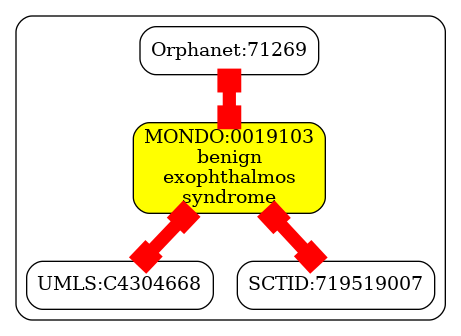 Orphanet:71269
MONDO:0019103
benign
exophthalmos
syndrome
UMLS:C4304668
SCTID:719519007